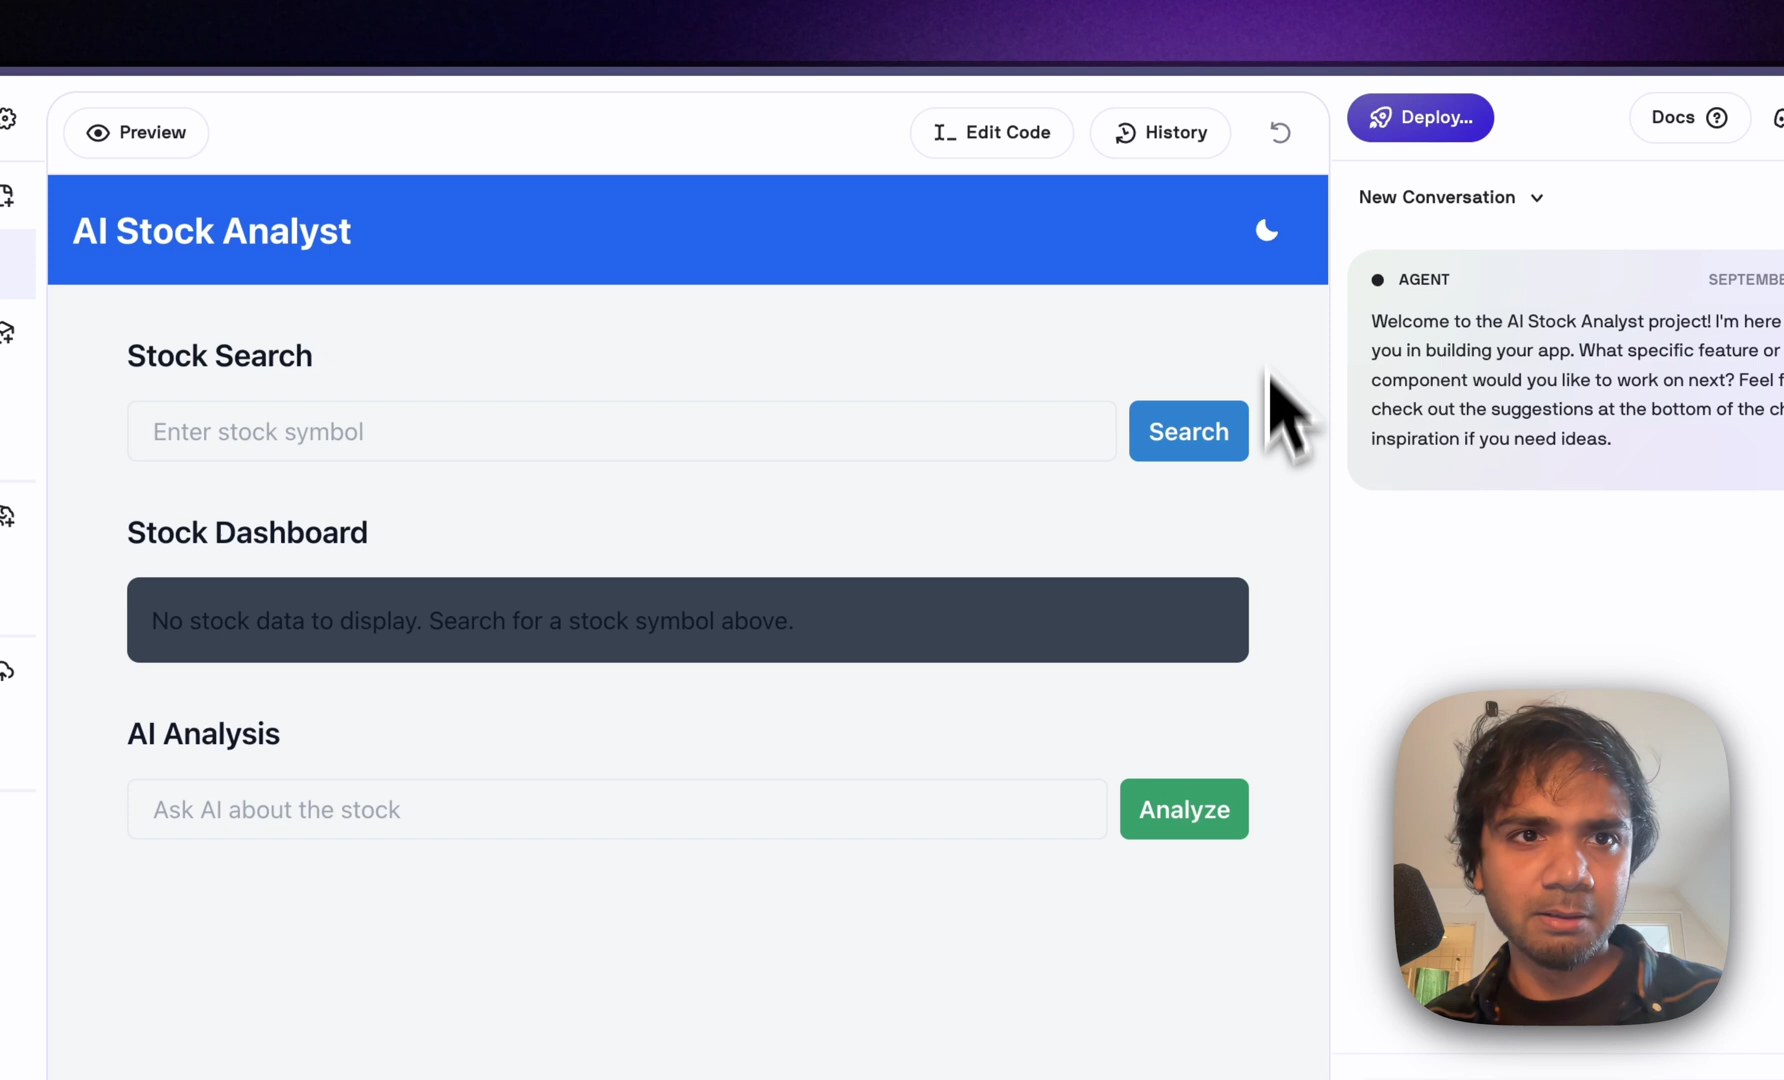 Preview
Edit Code
History
Deploy...
Docs
New Conversation
AI Stock Analyst
AGENT
Welcome to the AI Stock Analyst project! I'm here
you in building your app. What specific feature or
component would you like to work on next? Feel
check out the suggestions at the bottom of the
inspiration if you need ideas.
Stock Search
Enter stock symbol
Search
Stock Dashboard
No stock data to display. Search for a stock symbol above.
AI Analysis
Ask AI about the stock
Analyze